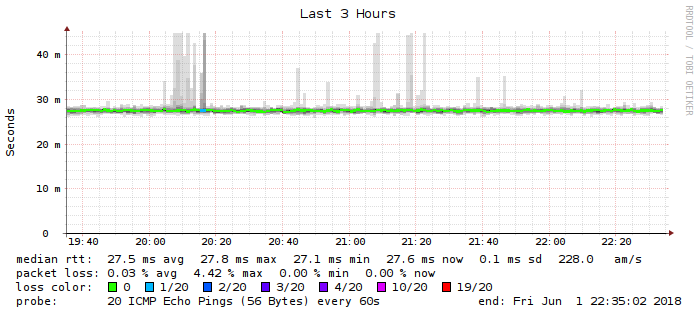 Last 3 Hours
RRDTOOL / TOBI OETIKER
Seconds
40 m
30 m
20 m
10 m
0
19:40 20:00 20:20 20:40 21:00 21:20 21:40 22:00 22:20
median rtt: 27.5 ms avg 27.8 ms max 27.1 ms min 27.6 ms now 0.1 ms sd 228.0 am/s
packet loss: 0.03 % avg 4.42 % max 0.00 % min 0.00 % now
loss color: 0 1/20 2/20 3/20 4/20 10/20 19/20
probe: 20 ICMP Echo Pings (56 Bytes) every 60s end: Fri Jun 1 22:35:02 2018